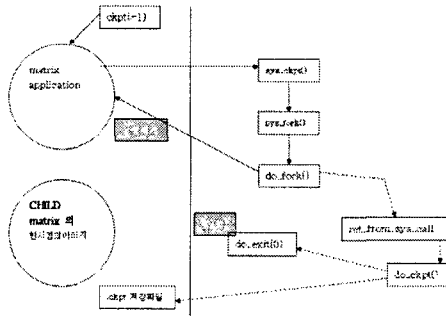 ckpt(-1)
matrix
application
sys_ckpt()
sys_fork()
do_fork()
CHILD
matrix 의
ret_from_sys_call
do_exit(0)
do_ckpt()
.ckpt 저장파일